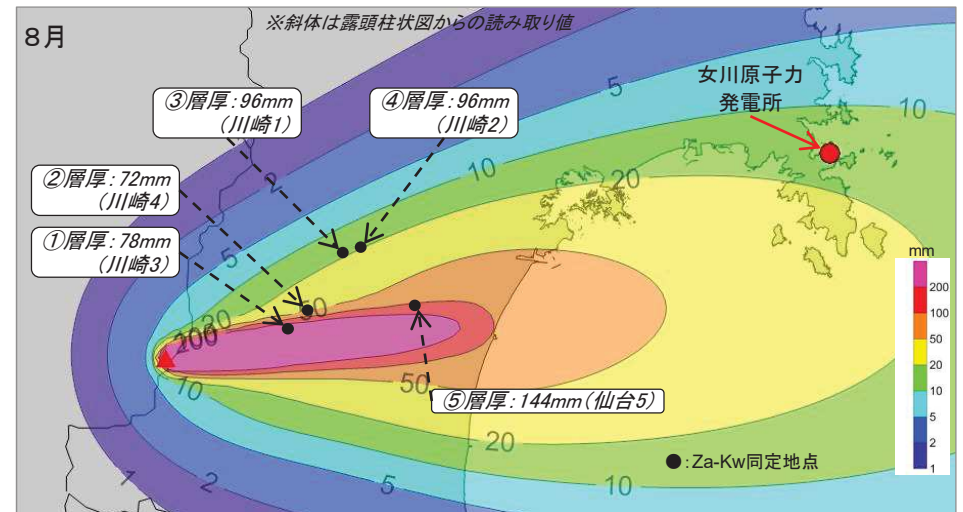 8月
※斜体は露頭柱状図からの読み取り値
③層厚:96mm
(川崎1)
④層厚:96mm
(川崎2)
女川原子力
発電所
②層厚:72mm
(川崎4)
①層厚:78mm
(川崎3)
⑤層厚:144mm(仙台5)
●:Za-Kw同定地点
5
10
2
10
20
5
50
20
200
100
10
50
20
1
2
5
10
mm
200
100
50
20
10
5
2
1